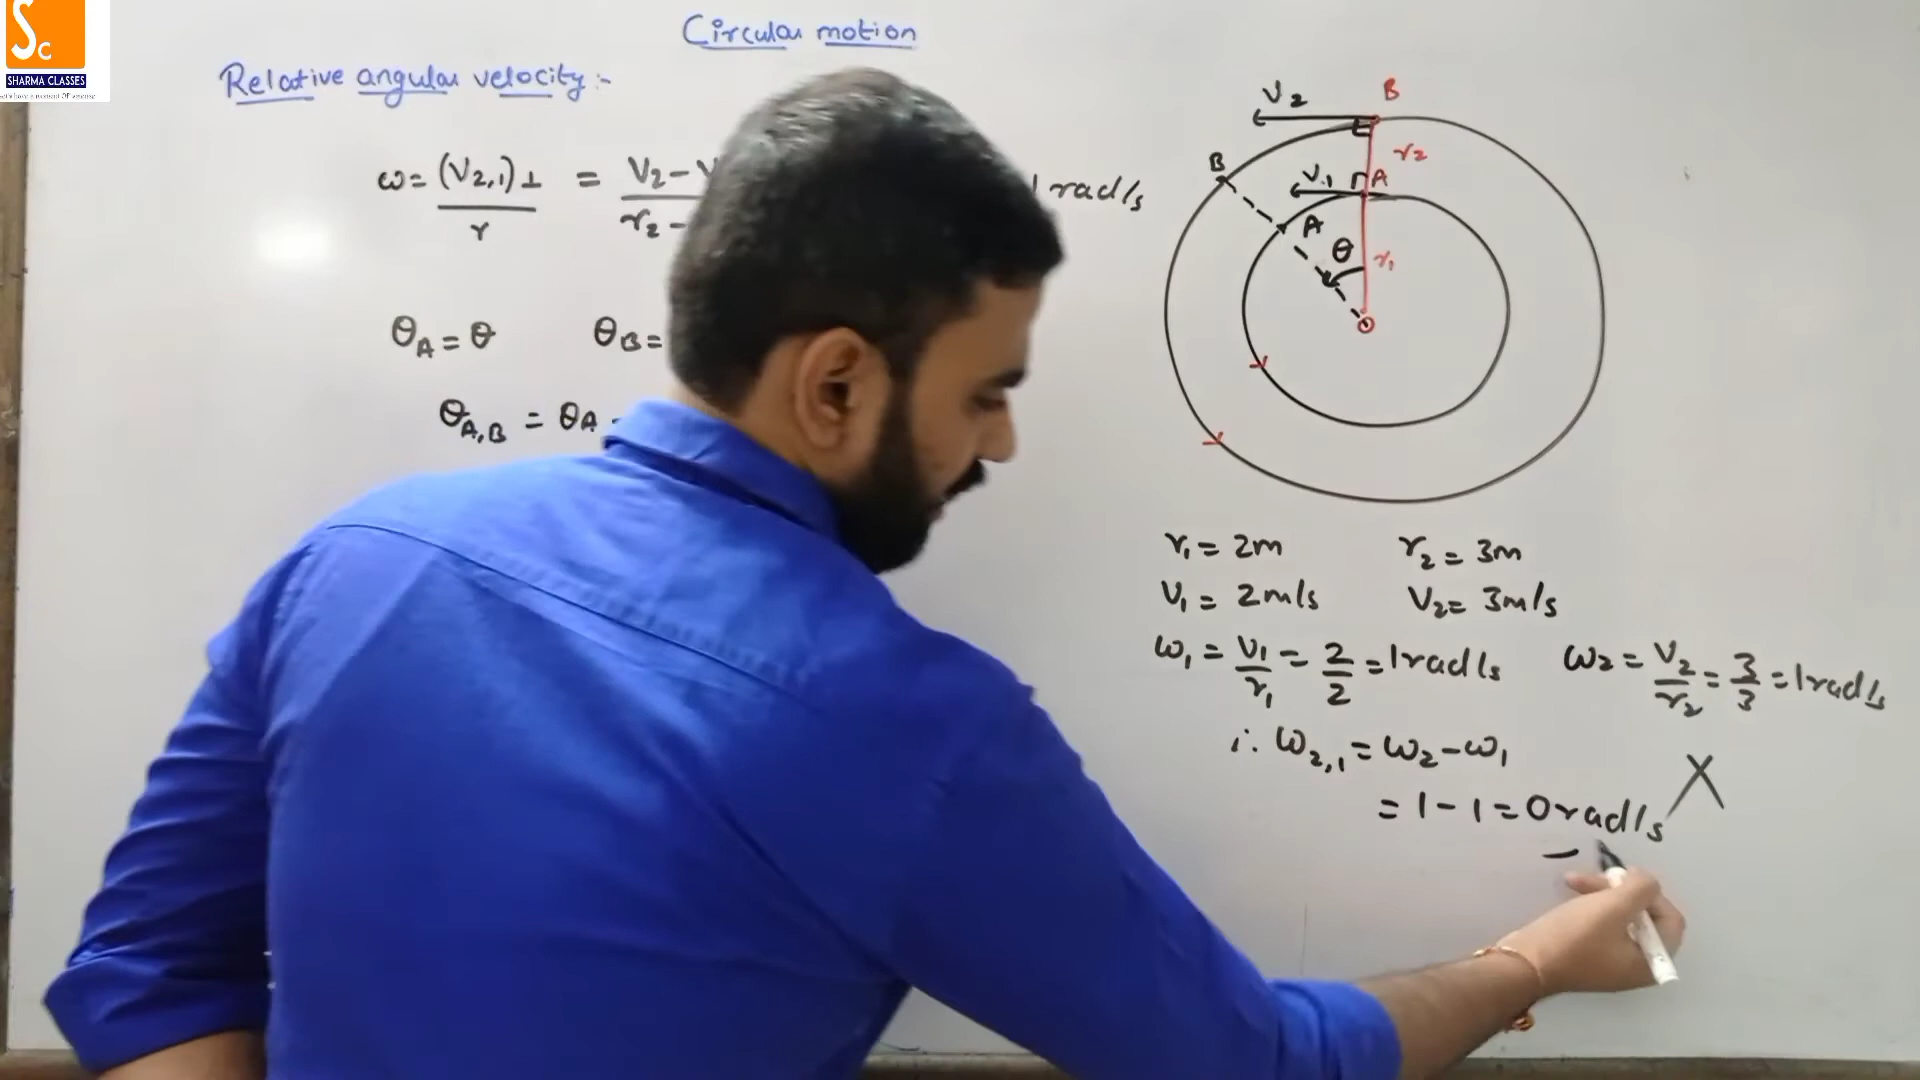 Sc
SHARMA CLASSES
Circular motion
Relative angular velocity :-
ω = (V2,1)⊥ / r = V2 - V / r2 - 1 rad/s
θA = θ θB =
θA,B = θA -
V2 B
B r2
V1 A
A
θ r1
O
r1 = 2m r2 = 3m
V1 = 2m/s V2 = 3m/s
ω1 = V1/r1 = 2/2 = 1rad/s ω2 = V2/r2 = 3/3 = 1rad/s
∴ ω2,1 = ω2 - ω1
= 1 - 1 = 0 rad/s X